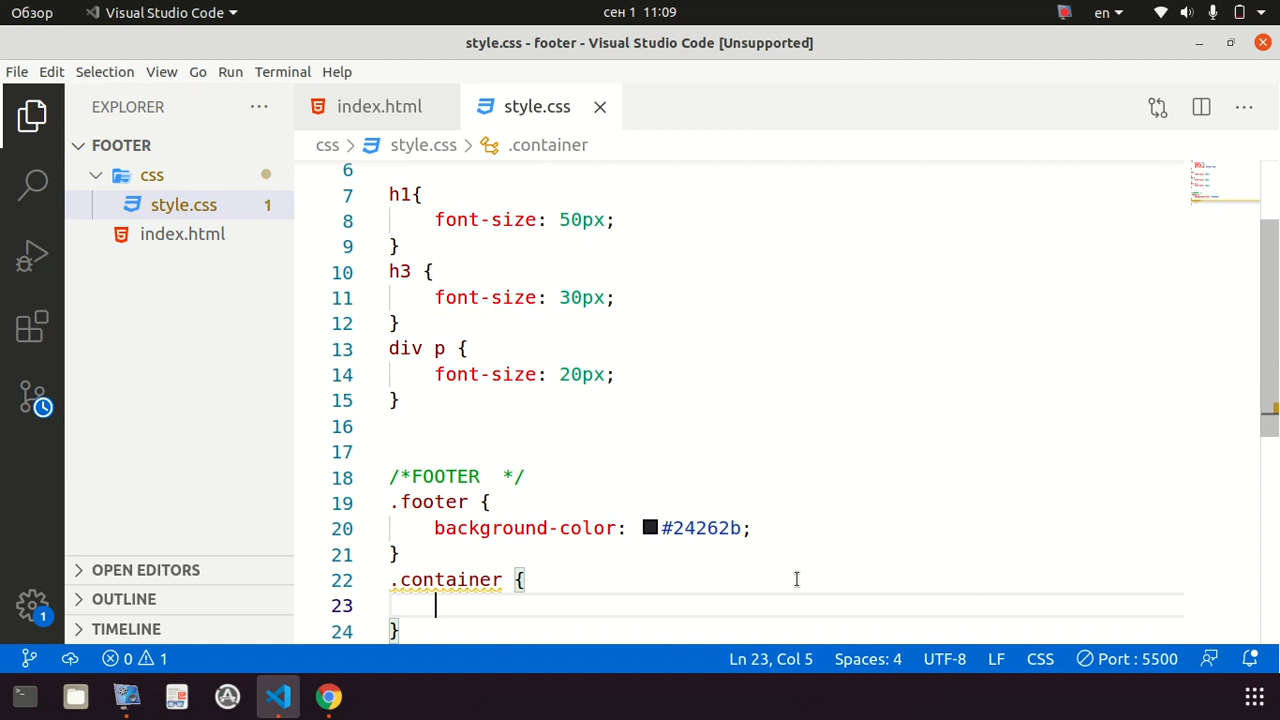 Обзор
Visual Studio Code
сен 1 11:09
en
style.css - footer - Visual Studio Code [Unsupported]
File Edit Selection View Go Run Terminal Help
EXPLORER
index.html
style.css
FOOTER
css > style.css > .container
css
style.css 1
index.html
6
7 h1{
8 font-size: 50px;
9 }
10 h3 {
11 font-size: 30px;
12 }
13 div p {
14 font-size: 20px;
15 }
16
17
18 /*FOOTER  */
19 .footer {
20 background-color: #24262b;
21 }
22 .container {
23
24 }
OPEN EDITORS
OUTLINE
TIMELINE
1
0 1
Ln 23, Col 5
Spaces: 4
UTF-8
LF
CSS
Port : 5500